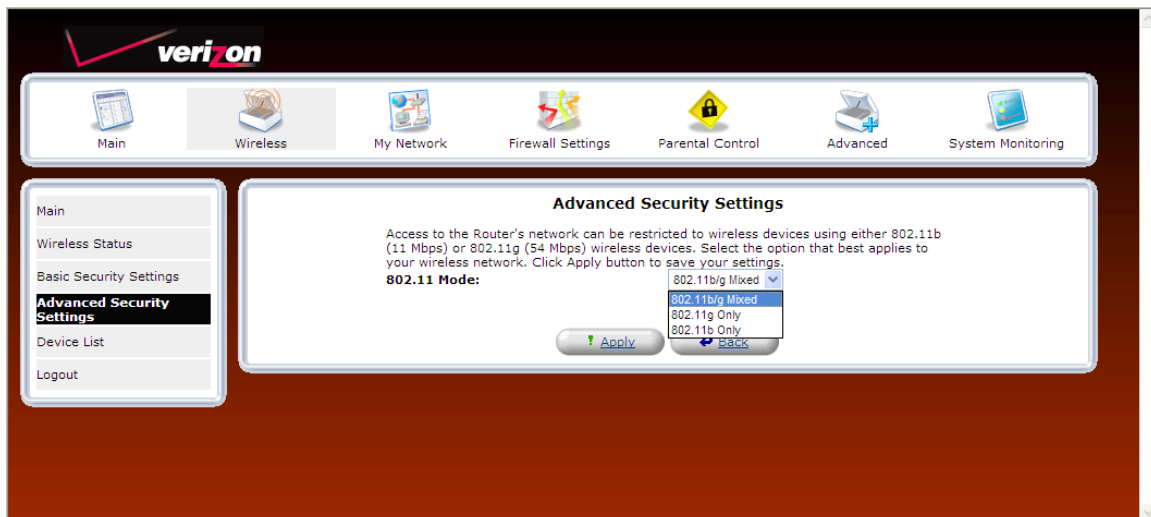 verizon
Main
Wireless
My Network
Firewall Settings
Parental Control
Advanced
System Monitoring
Main
Wireless Status
Basic Security Settings
Advanced Security
Settings
Device List
Logout
Advanced Security Settings
Access to the Router's network can be restricted to wireless devices using either 802.11b
(11 Mbps) or 802.11g (54 Mbps) wireless devices. Select the option that best applies to
your wireless network. Click Apply button to save your settings.
802.11 Mode: 802.11b/g Mixed
802.11b/g Mixed
802.11g Only
802.11b Only
Apply Back